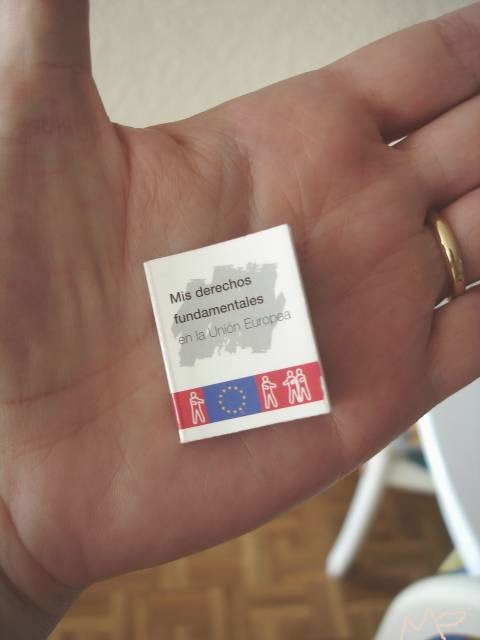 Mis derechos
fundamentales
en la Unión Europea